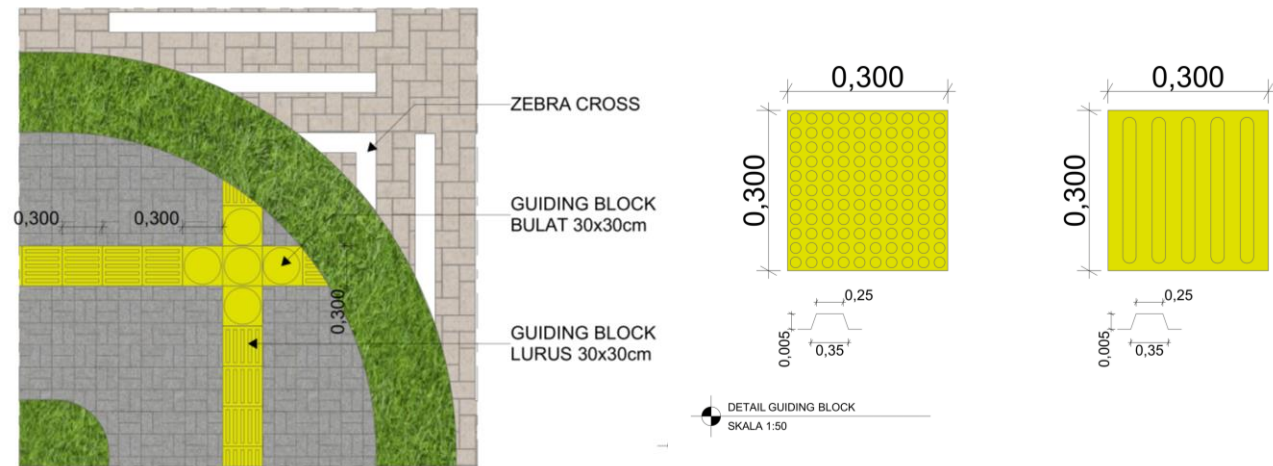 ZEBRA CROSS
GUIDING BLOCK
BULAT 30x30cm
GUIDING BLOCK
LURUS 30x30cm
0,300
0,300
0,300
0,300
0,300
0,25
0,005
0,35
0,300
0,300
0,25
0,005
0,35
DETAIL GUIDING BLOCK
SKALA 1:50